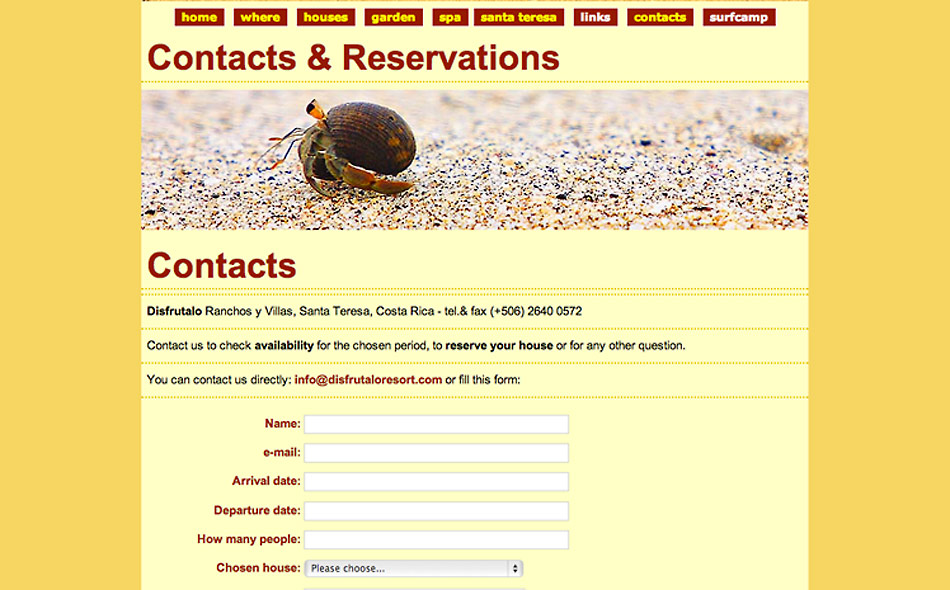 home where houses garden spa santa teresa links contacts surfcamp
Contacts & Reservations
Contacts
Disfrutalo Ranchos y Villas, Santa Teresa, Costa Rica - tel.& fax (+506) 2640 0572
Contact us to check availability for the chosen period, to reserve your house or for any other question.
You can contact us directly: info@disfrutaloresort.com or fill this form:
Name:
e-mail:
Arrival date:
Departure date:
How many people:
Chosen house: Please choose...